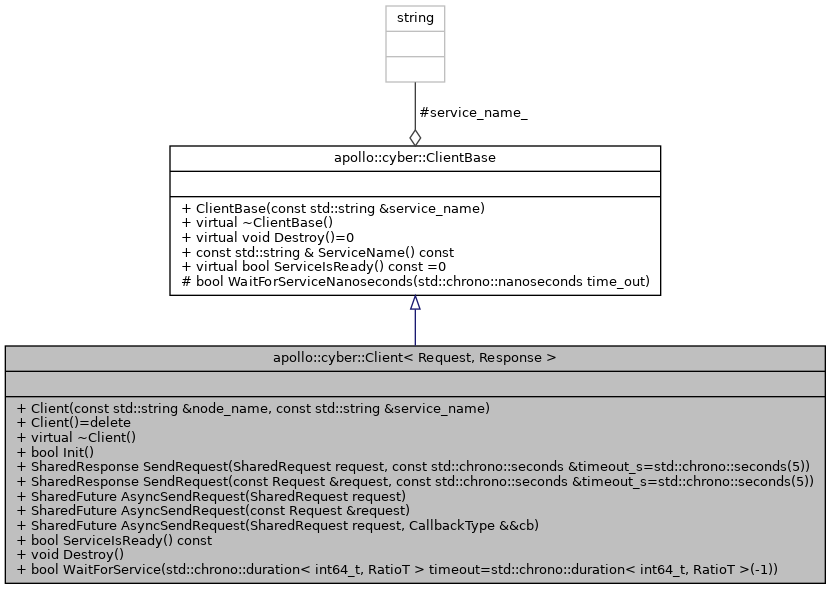 string
#service_name_
apollo::cyber::ClientBase
+ ClientBase(const std::string &service_name)
+ virtual ~ClientBase()
+ virtual void Destroy()=0
+ const std::string & ServiceName() const
+ virtual bool ServiceIsReady() const =0
# bool WaitForServiceNanoseconds(std::chrono::nanoseconds time_out)
apollo::cyber::Client< Request, Response >
+ Client(const std::string &node_name, const std::string &service_name)
+ Client()=delete
+ virtual ~Client()
+ bool Init()
+ SharedResponse SendRequest(SharedRequest request, const std::chrono::seconds &timeout_s=std::chrono::seconds(5))
+ SharedResponse SendRequest(const Request &request, const std::chrono::seconds &timeout_s=std::chrono::seconds(5))
+ SharedFuture AsyncSendRequest(SharedRequest request)
+ SharedFuture AsyncSendRequest(const Request &request)
+ SharedFuture AsyncSendRequest(SharedRequest request, CallbackType &&cb)
+ bool ServiceIsReady() const
+ void Destroy()
+ bool WaitForService(std::chrono::duration< int64_t, RatioT > timeout=std::chrono::duration< int64_t, RatioT >(-1))